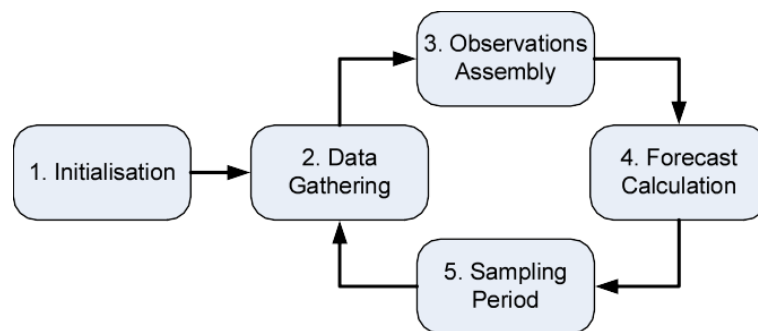 1. Initialisation
2. Data
Gathering
3. Observations
Assembly
4. Forecast
Calculation
5. Sampling
Period